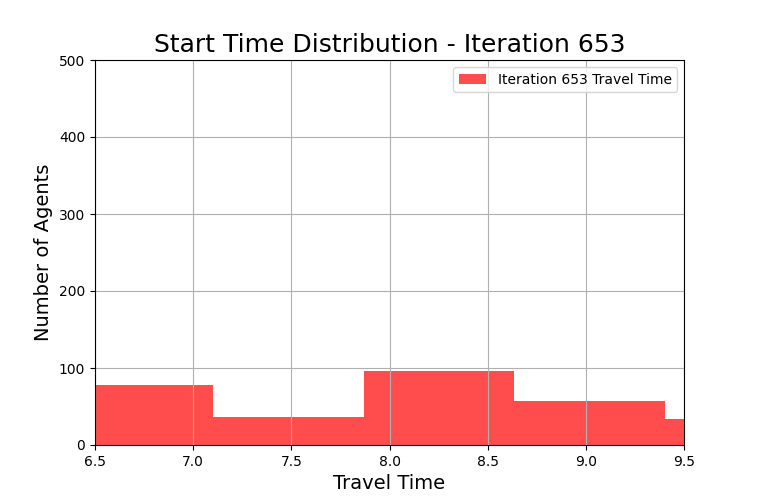 Start Time Distribution - Iteration 653
500
400
300
200
100
0
Number of Agents
Iteration 653 Travel Time
6.5 7.0 7.5 8.0 8.5 9.0 9.5
Travel Time